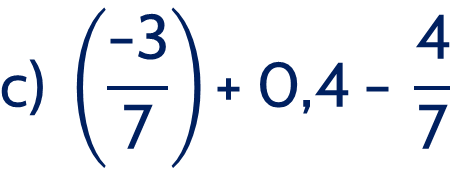 c) (-3/7) + 0,4 - 4/7